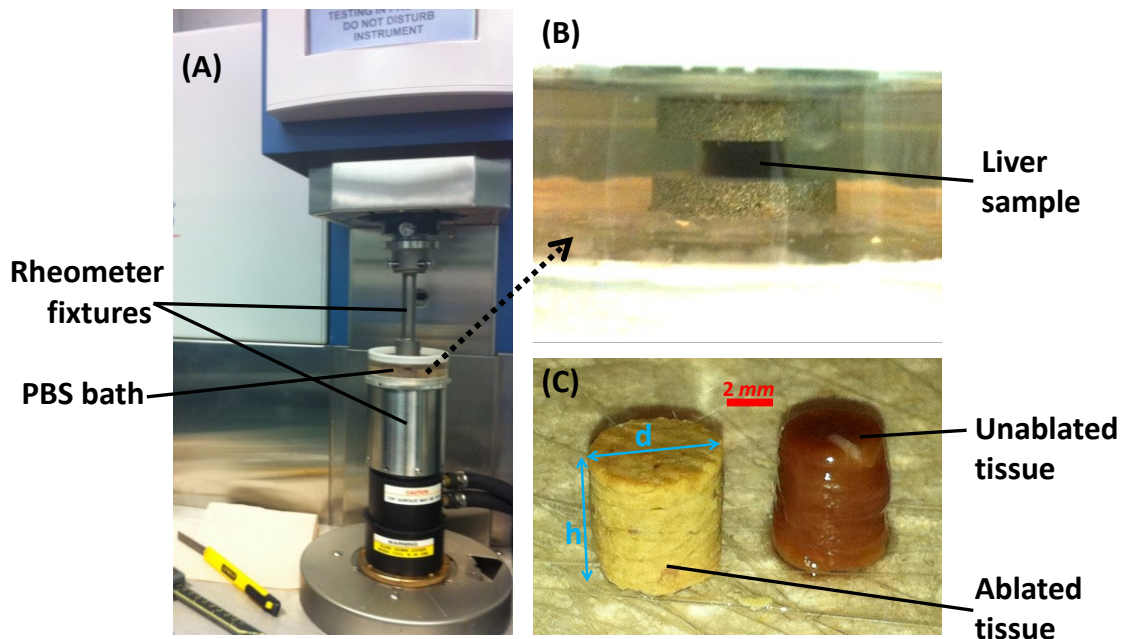 TESTING IN
DO NOT DISTURB
INSTRUMENT
(A)
Rheometer
fixtures
PBS bath
CAUTION
WARNING
(B)
Liver
sample
(C)
2 mm
d
h
Unablated
tissue
Ablated
tissue